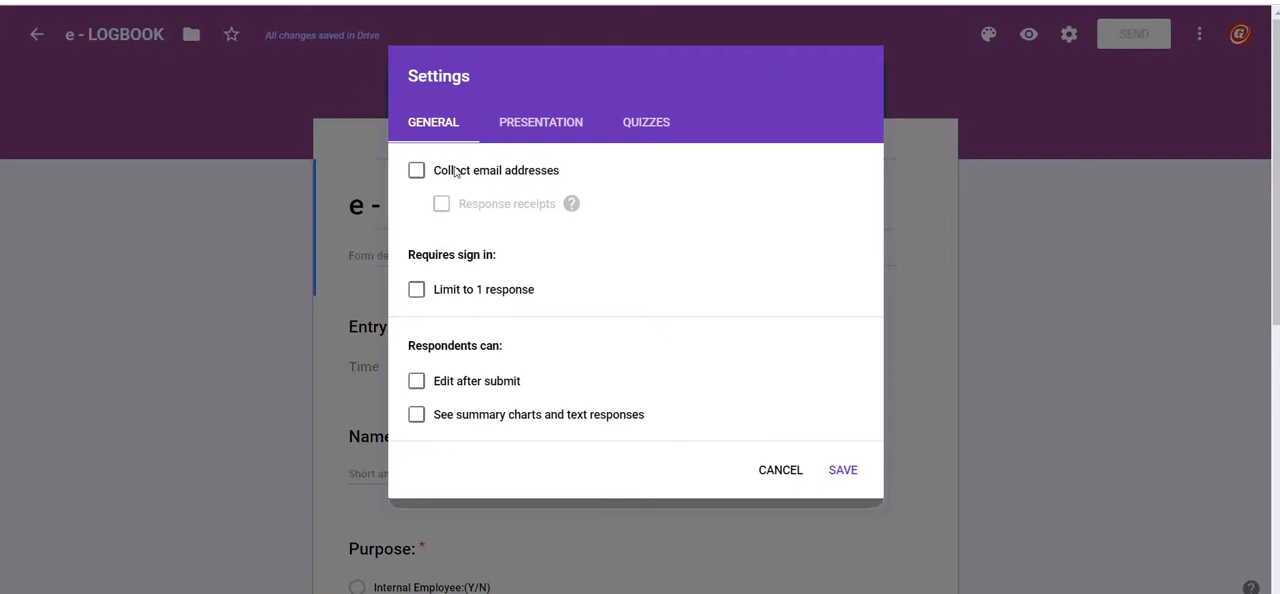 e - LOGBOOK
All changes saved in Drive
SEND
Settings
GENERAL PRESENTATION QUIZZES
Collect email addresses
Response receipts ?
Requires sign in:
Limit to 1 response
Respondents can:
Edit after submit
See summary charts and text responses
CANCEL SAVE
e -
Form de
Entry
Time
Name
Short an
Purpose: *
Internal Employee:(Y/N)
?